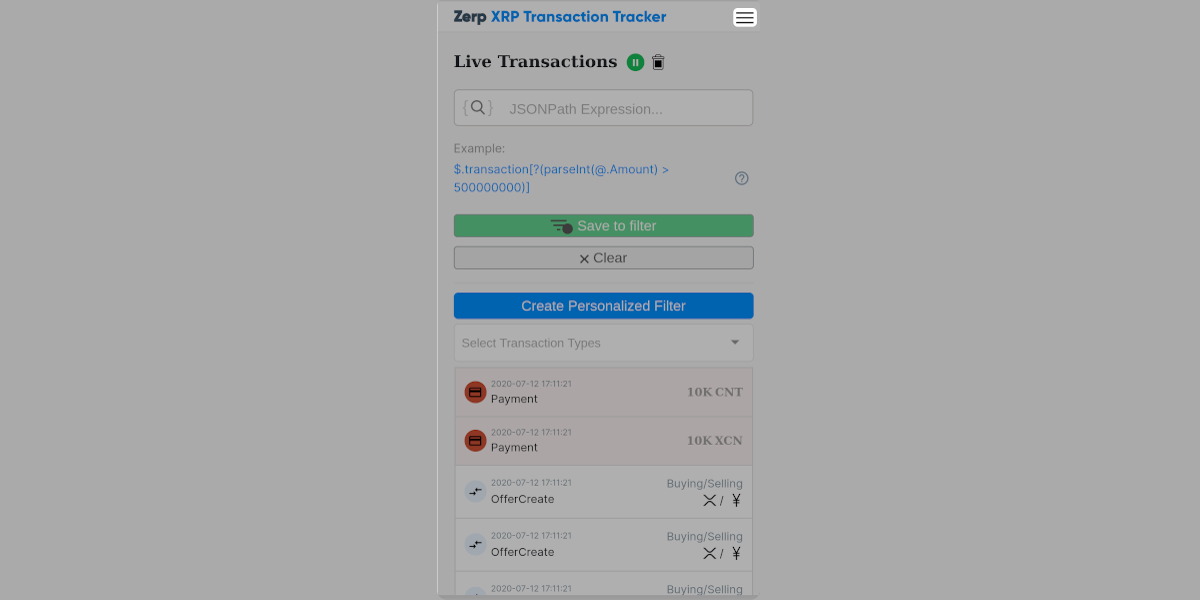 Zerp XRP Transaction Tracker
Live Transactions
{ } JSONPath Expression...
Example:
$.transaction[?(parseInt(@.Amount) >
500000000)]
Save to filter
Clear
Create Personalized Filter
Select Transaction Types
2020-07-12 17:11:21
Payment
10K CNT
2020-07-12 17:11:21
Payment
10K XCN
2020-07-12 17:11:21
Buying/Selling
OfferCreate
/ ¥
2020-07-12 17:11:21
Buying/Selling
OfferCreate
/ ¥
2020-07-12 17:11:21
Buying/Selling